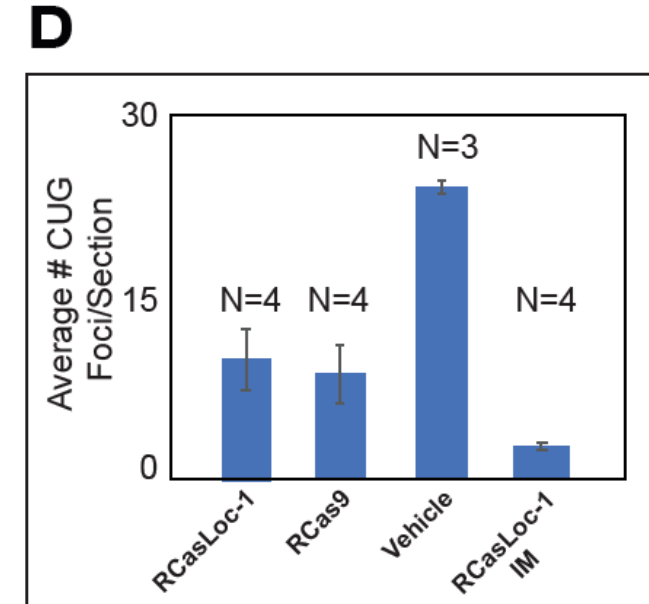 D
Average # CUG
Foci/Section
30
15
0
N=4
N=4
N=3
N=4
RCasLoc-1
RCas9
Vehicle
RCasLoc-1
IM